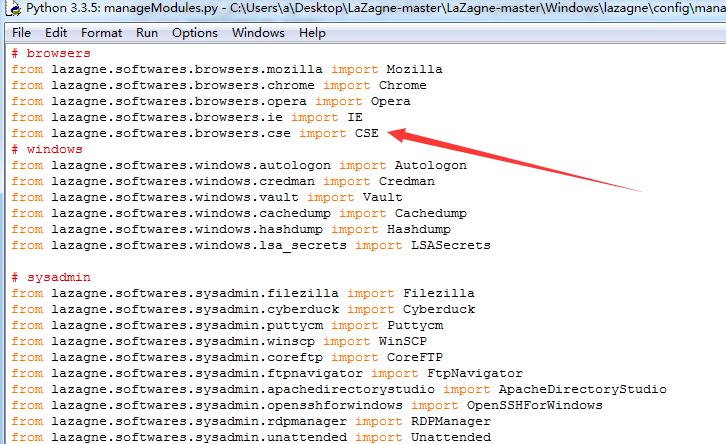 Python 3.3.5: manageModules.py - C:\Users\a\Desktop\LaZagne-master\LaZagne-master\Windows\lazagne\config\mana
File Edit Format Run Options Windows Help
# browsers
from lazagne.softwares.browsers.mozilla import Mozilla
from lazagne.softwares.browsers.chrome import Chrome
from lazagne.softwares.browsers.opera import Opera
from lazagne.softwares.browsers.ie import IE
from lazagne.softwares.browsers.cse import CSE
# windows
from lazagne.softwares.windows.autologon import Autologon
from lazagne.softwares.windows.credman import Credman
from lazagne.softwares.windows.vault import Vault
from lazagne.softwares.windows.cachedump import Cachedump
from lazagne.softwares.windows.hashdump import Hashdump
from lazagne.softwares.windows.lsa_secrets import LSASecrets
# sysadmin
from lazagne.softwares.sysadmin.filezilla import Filezilla
from lazagne.softwares.sysadmin.cyberduck import Cyberduck
from lazagne.softwares.sysadmin.puttycm import Puttycm
from lazagne.softwares.sysadmin.winscp import WinSCP
from lazagne.softwares.sysadmin.coreftp import CoreFTP
from lazagne.softwares.sysadmin.ftpnavigator import FtpNavigator
from lazagne.softwares.sysadmin.apachedirectorystudio import ApacheDirectoryStudio
from lazagne.softwares.sysadmin.opensshforwindows import OpenSSHForWindows
from lazagne.softwares.sysadmin.rdpmanager import RDPManager
from lazagne.softwares.sysadmin.unattended import Unattended